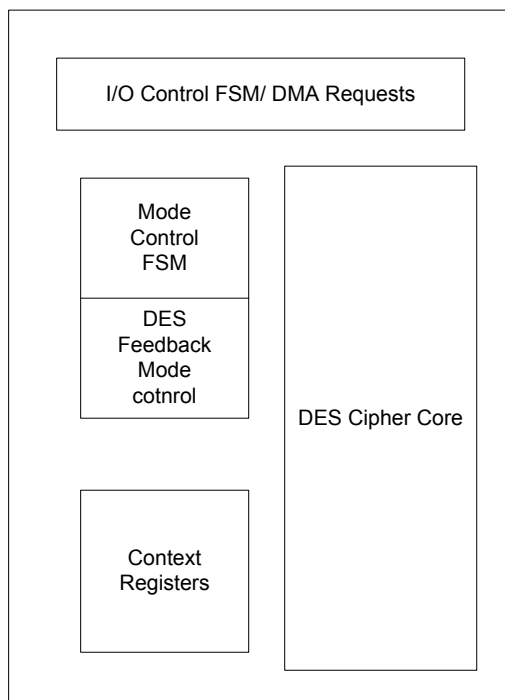 I/O Control FSM/ DMA Requests
Mode
Control
FSM
DES
Feedback
Mode
cotnrol
DES Cipher Core
Context
Registers